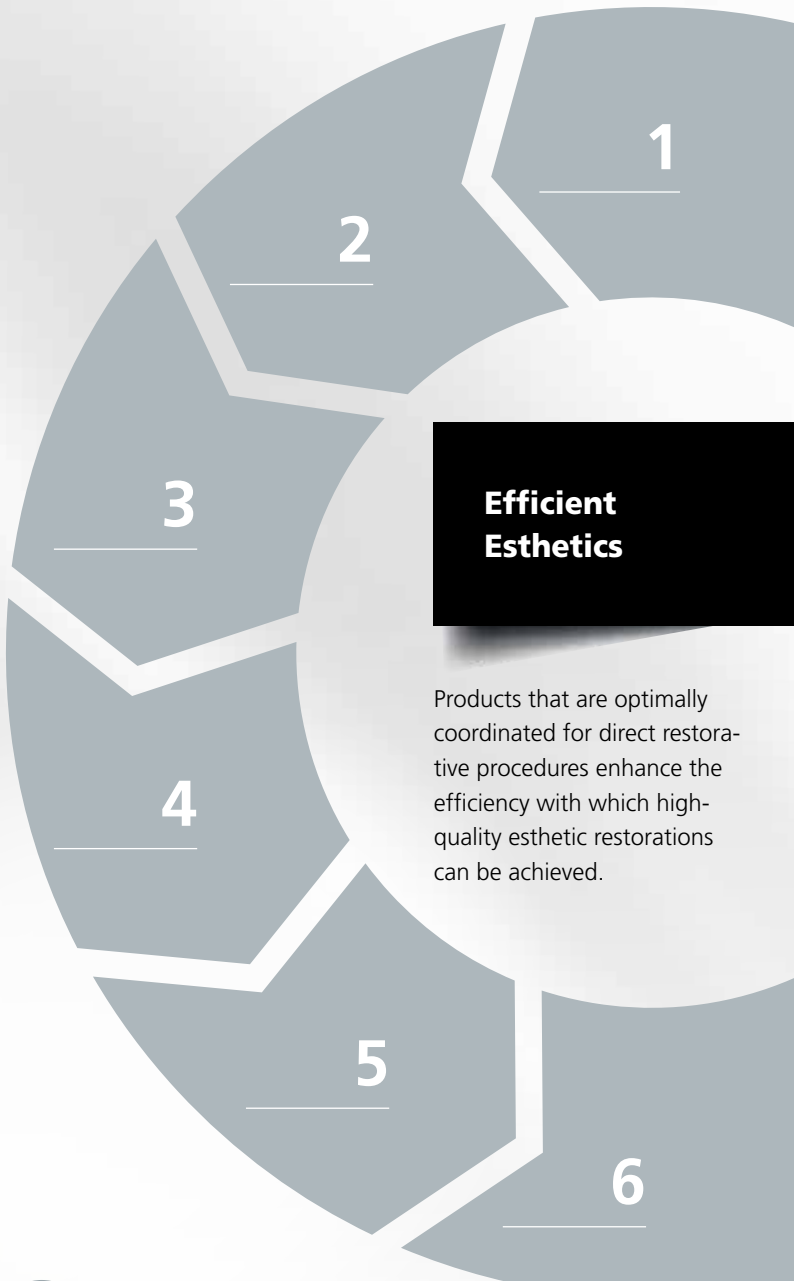 1
2
3
Efficient
Esthetics
Products that are optimally
coordinated for direct restora-
tive procedures enhance the
efficiency with which high-
quality esthetic restorations
can be achieved.
4
5
6